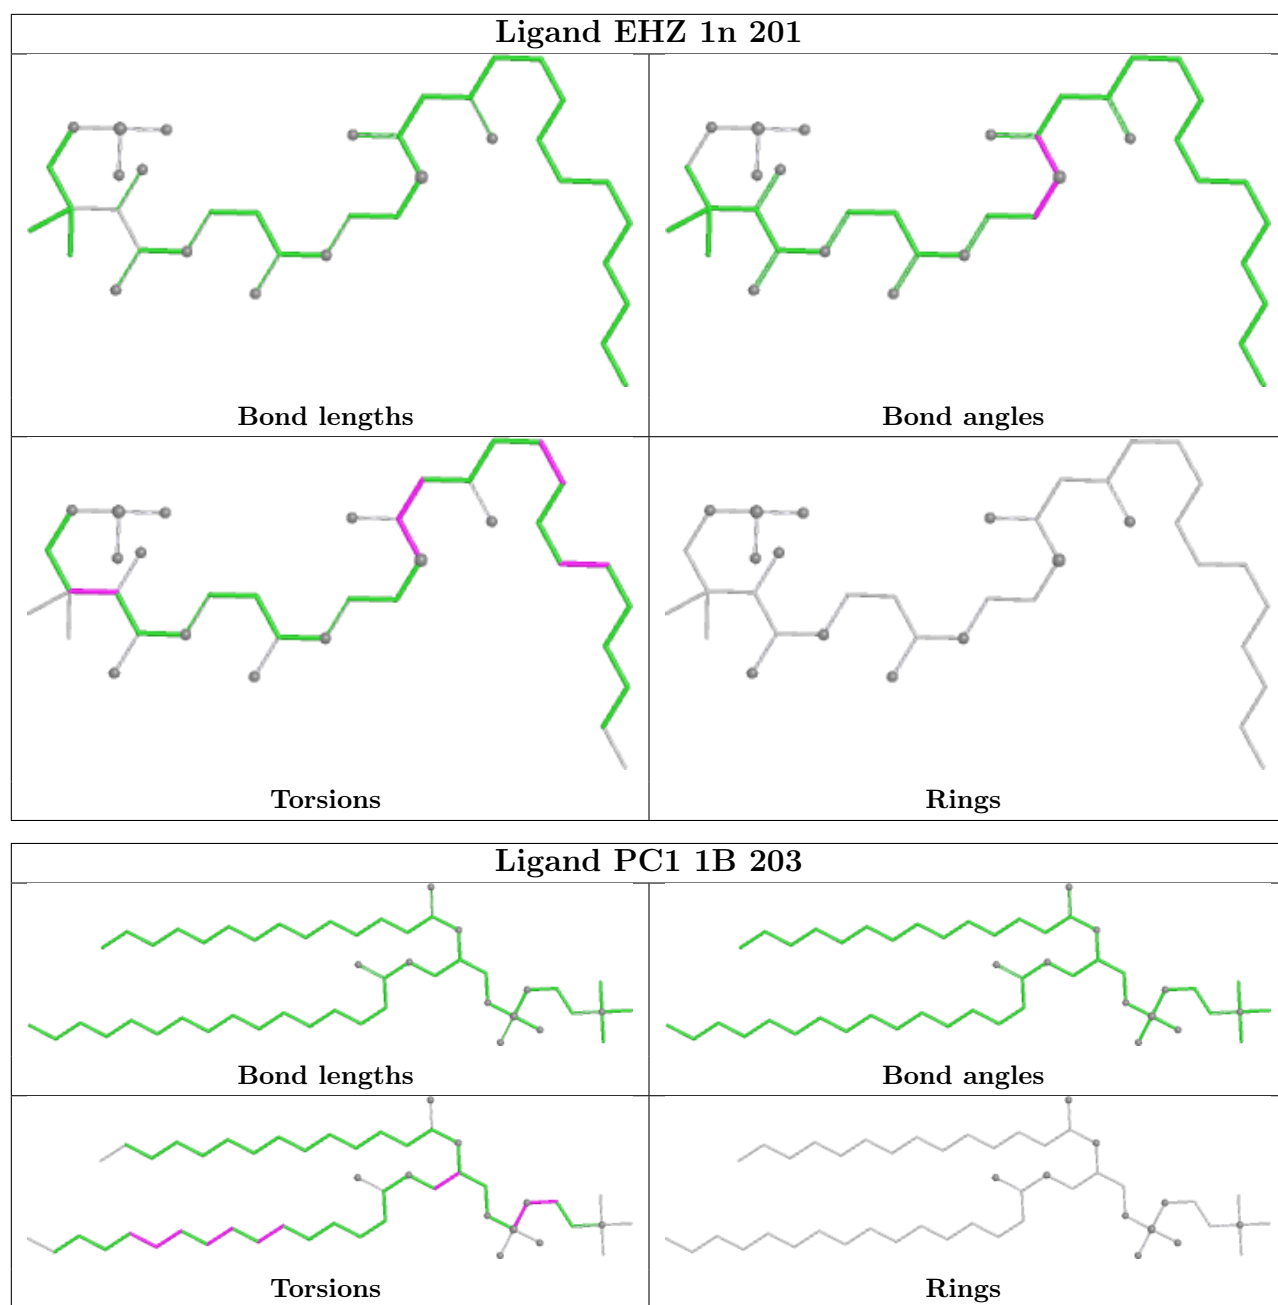 Ligand EHZ 1n 201
Bond lengths
Bond angles
Torsions
Rings
Ligand PC1 1B 203
Bond lengths
Bond angles
Torsions
Rings